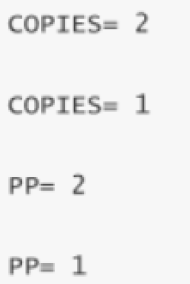 COPIES= 2
COPIES= 1
PP= 2
PP= 1